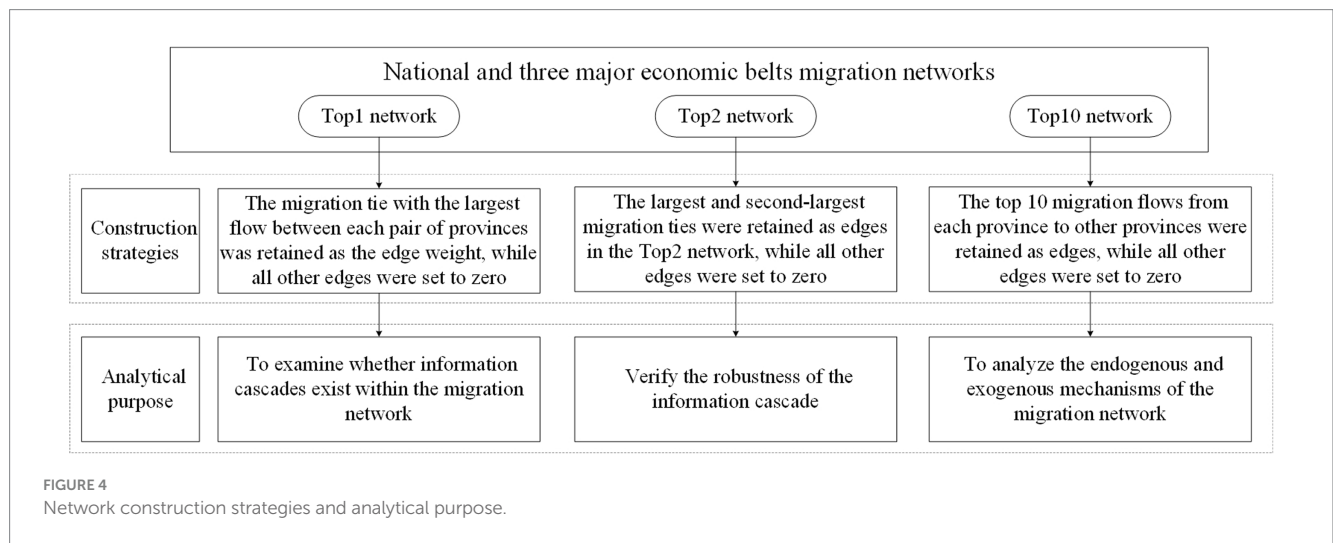 National and three major economic belts migration networks
Top1 network
Top2 network
Top10 network
Construction
strategies
The migration tie with the largest
flow between each pair of provinces
was retained as the edge weight, while
all other edges were set to zero
The largest and second-largest
migration ties were retained as edges
in the Top2 network, while all other
edges were set to zero
The top 10 migration flows from
each province to other provinces were
retained as edges, while all other
edges were set to zero
Analytical
purpose
To examine whether information
cascades exist within the migration
network
Verify the robustness of the
information cascade
To analyze the endogenous and
exogenous mechanisms of the
migration network
FIGURE 4
Network construction strategies and analytical purpose.